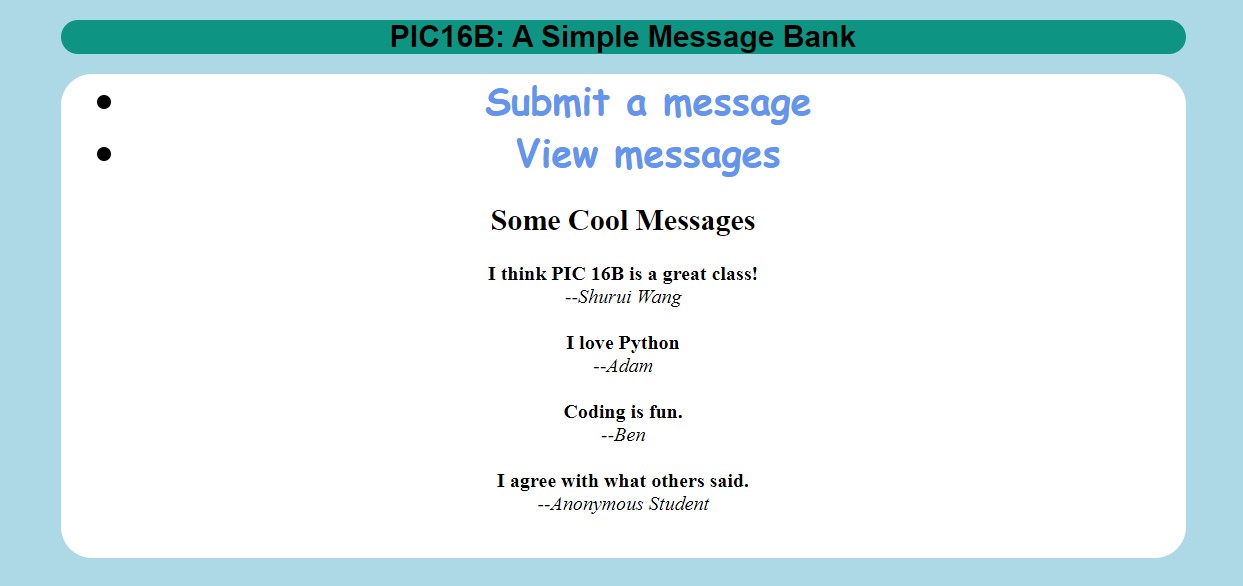 PIC16B: A Simple Message Bank
Submit a message
View messages
Some Cool Messages
I think PIC 16B is a great class!
--Shurui Wang
I love Python
--Adam
Coding is fun.
--Ben
I agree with what others said.
--Anonymous Student